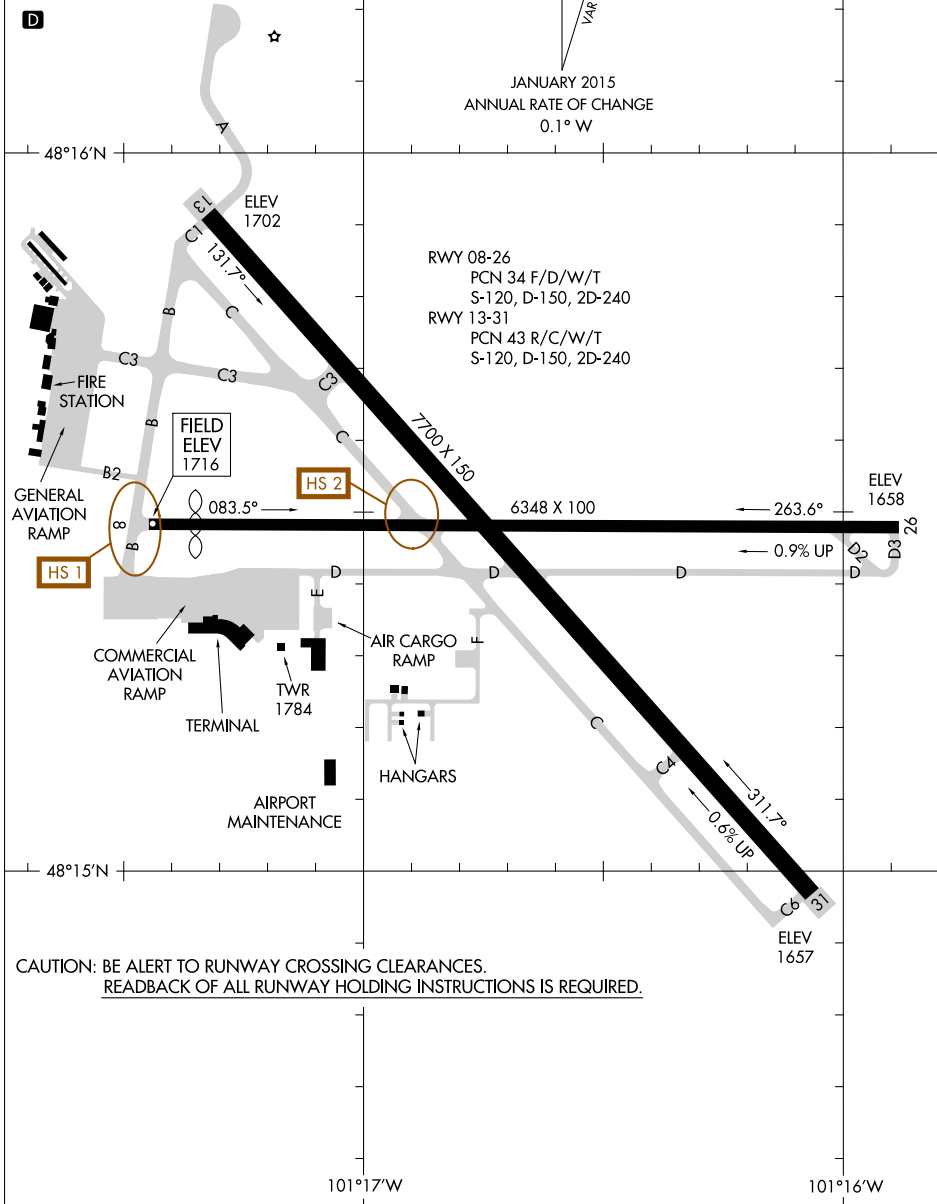 D
VAR
JANUARY 2015
ANNUAL RATE OF CHANGE
0.1° W
A
48°16'N
13
ELEV
1702
C1
131.7°
RWY 08-26
PCN 34 F/D/W/T
S-120, D-150, 2D-240
RWY 13-31
PCN 43 R/C/W/T
S-120, D-150, 2D-240
B
C
C3
C3
C3
FIRE
STATION
B
C
7700 X 150
FIELD
ELEV
1716
B2
HS 2
ELEV
1658
GENERAL
AVIATION
RAMP
8
083.5°
6348 X 100
263.6°
26
B
0.9% UP
D2
D3
HS 1
D
D
D
D
E
F
COMMERCIAL
AVIATION
RAMP
AIR CARGO
RAMP
TWR
1784
TERMINAL
C
HANGARS
C4
311.7°
0.6% UP
AIRPORT
MAINTENANCE
48°15'N
C6
31
ELEV
1657
CAUTION: BE ALERT TO RUNWAY CROSSING CLEARANCES.
READBACK OF ALL RUNWAY HOLDING INSTRUCTIONS IS REQUIRED.
101°17'W
101°16'W